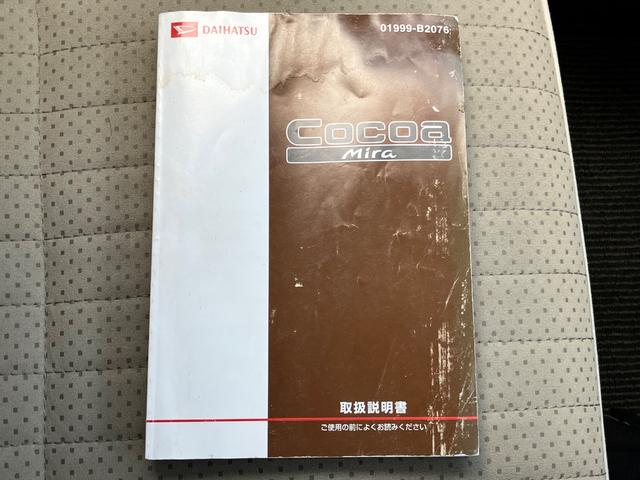 DAIHATSU
01999-B2076
Cocoa
Mira
取扱説明書
ご使用の前によくお読みください